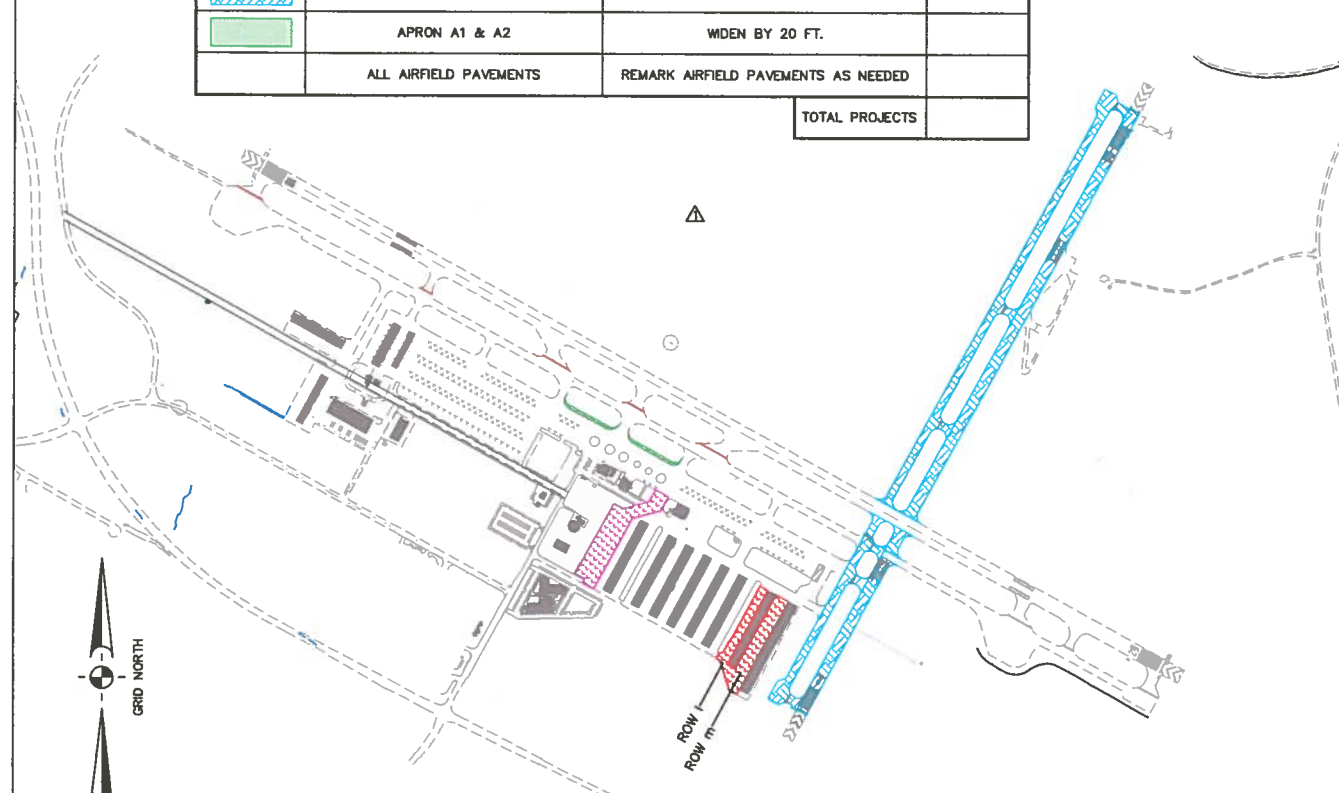 APRON A1 & A2 WIDEN BY 20 FT.
ALL AIRFIELD PAVEMENTS REMARK AIRFIELD PAVEMENTS AS NEEDED
TOTAL PROJECTS
1
GRID NORTH
ROW l
ROW m